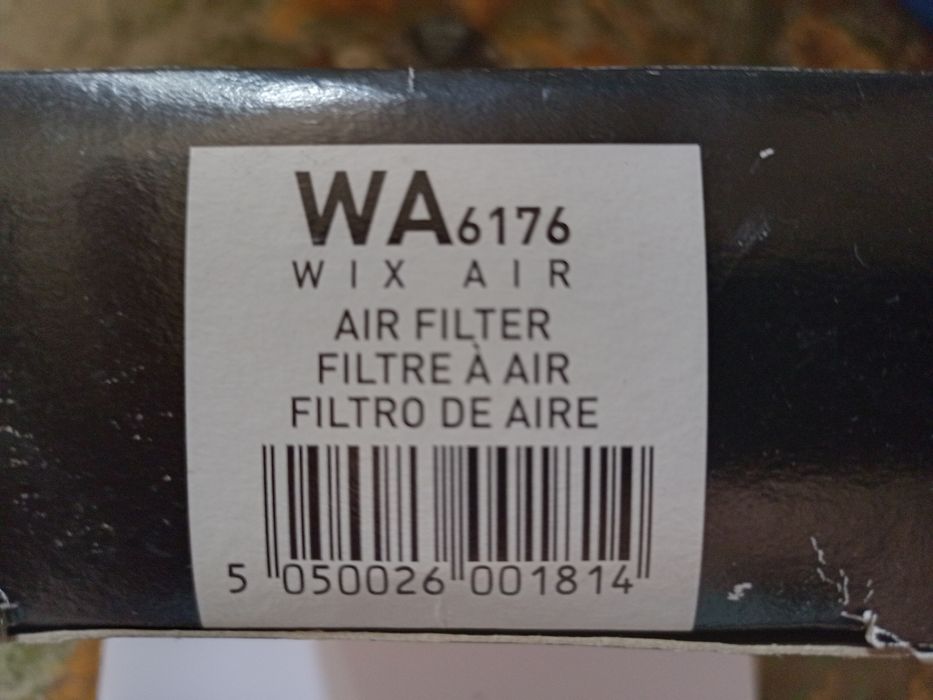 WA6176
WIX AIR
AIR FILTER
FILTRE À AIR
FILTRO DE AIRE
5 050026 001814